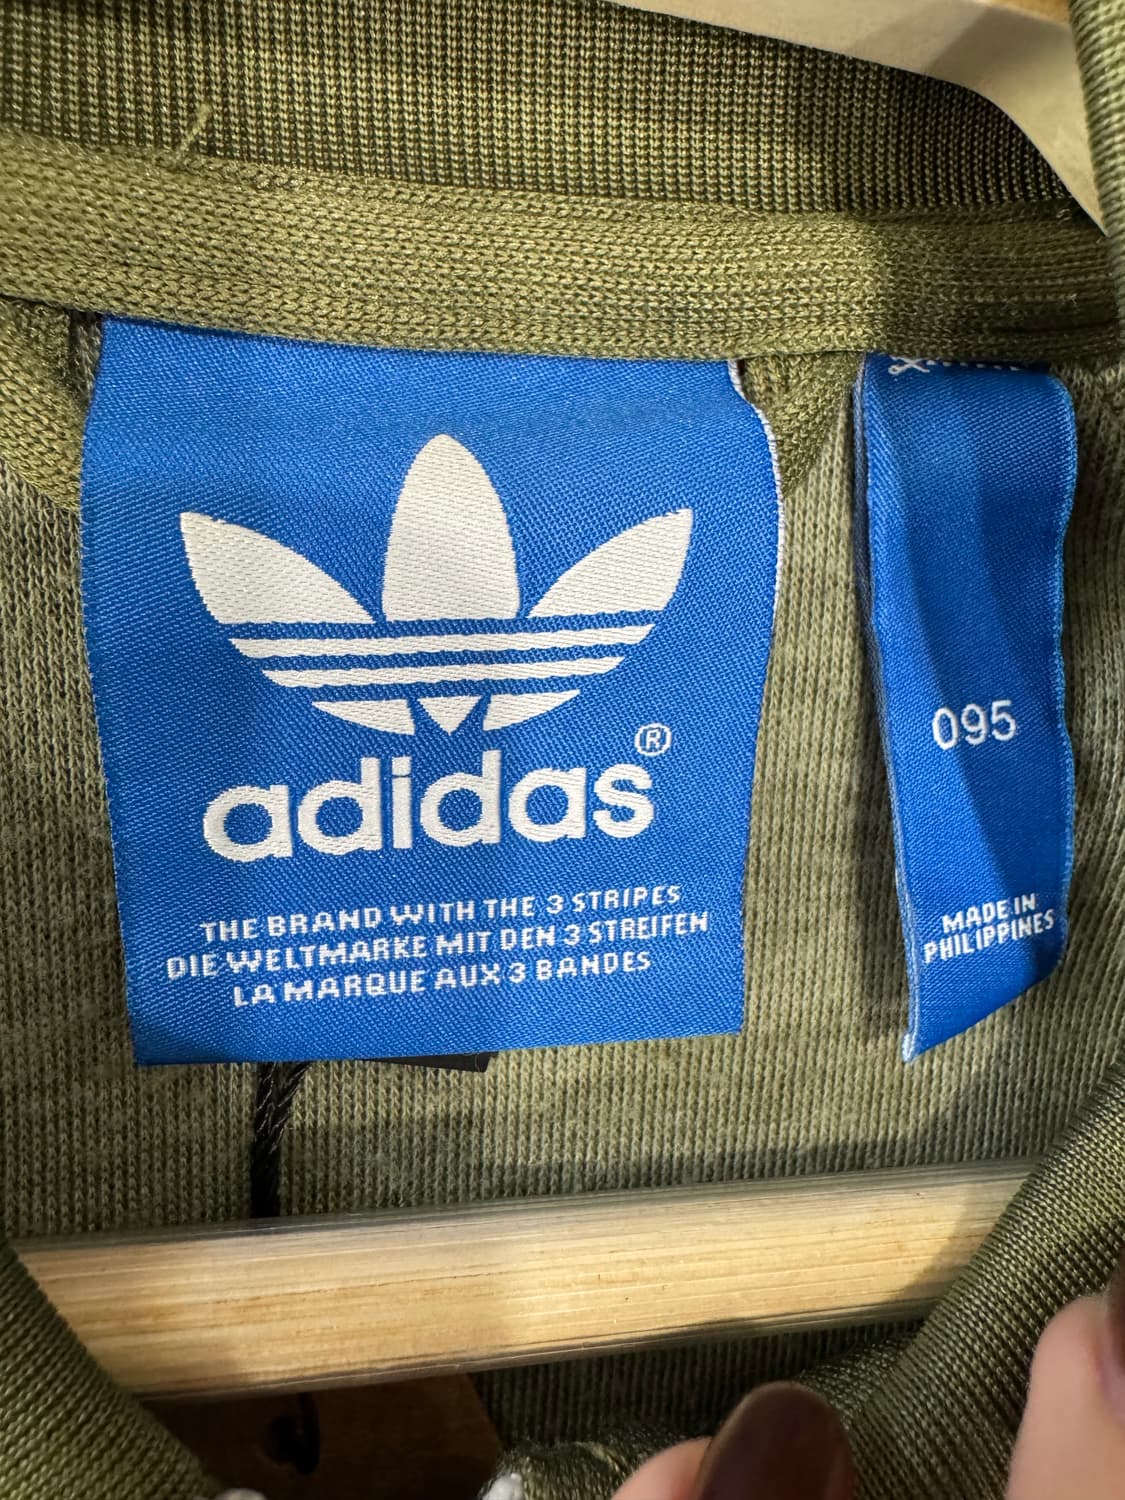 adidas®
THE BRAND WITH THE 3 STRIPES
DIE WELTMARKE MIT DEN 3 STREIFEN
LA MARQUE AUX 3 BANDES
095
MADE IN
PHILIPPINES